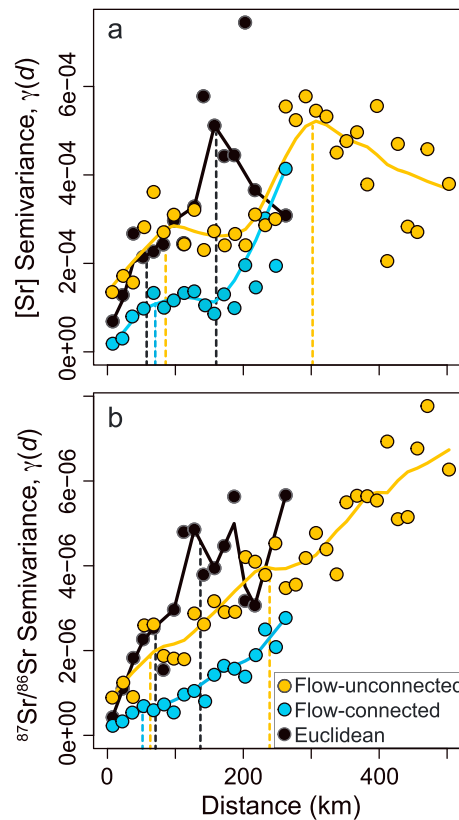 a
[Sr] Semivariance, γ(d)
0e+00
2e-04
4e-04
6e-04
b
⁸⁷Sr/⁸⁶Sr Semivariance, γ(d)
0e+00
2e-06
4e-06
6e-06
Flow-unconnected
Flow-connected
Euclidean
0
200
400
Distance (km)